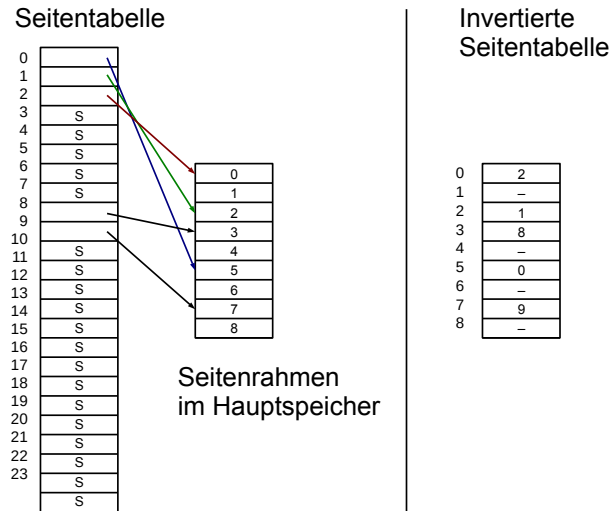 Seitentabelle
0
1
2
3 S
4 S
5 S
6 S
7 S
8
9
10
11 S
12 S
13 S
14 S
15 S
16 S
17 S
18 S
19 S
20 S
21 S
22 S
23 S
S
0
1
2
3
4
5
6
7
8
Seitenrahmen
im Hauptspeicher
Invertierte
Seitentabelle
0 2
1 –
2 1
3 8
4 –
5 0
6 –
7 9
8 –